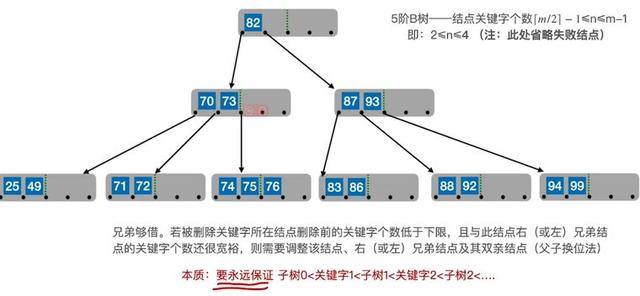 82
5阶B树——结点关键字个数⌈m/2⌉ - 1≤n≤m-1
即：2≤n≤4 （注：此处省略失败结点）
70 73
87 93
25 49
71 72
74 75 76
83 86
88 92
94 99
兄弟够借。若被删除关键字所在结点删除前的关键字个数低于下限，且与此结点右（或左）兄弟结
点的关键字个数还很宽裕，则需要调整该结点、右（或左）兄弟结点及其双亲结点（父子换位法）
本质：要永远保证 子树0<关键字1<子树1<关键字2<子树2<....